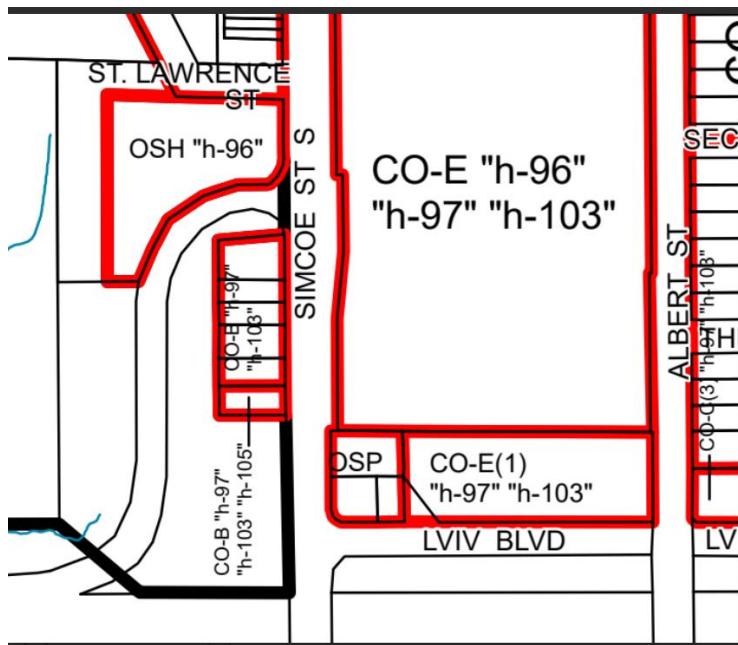 ST. LAWRENCE
ST
OSH "h-96"
SIMCOE ST S
CO-E "h-96"
"h-97" "h-103"
SEC
ALBERT ST
CO-C(3) "h-97" "h-103"
CO-B "h-97"
"h-103"
CO-B "h-97"
"h-103" "h-105"
OSP
CO-E(1)
"h-97" "h-103"
LVIV BLVD
LV